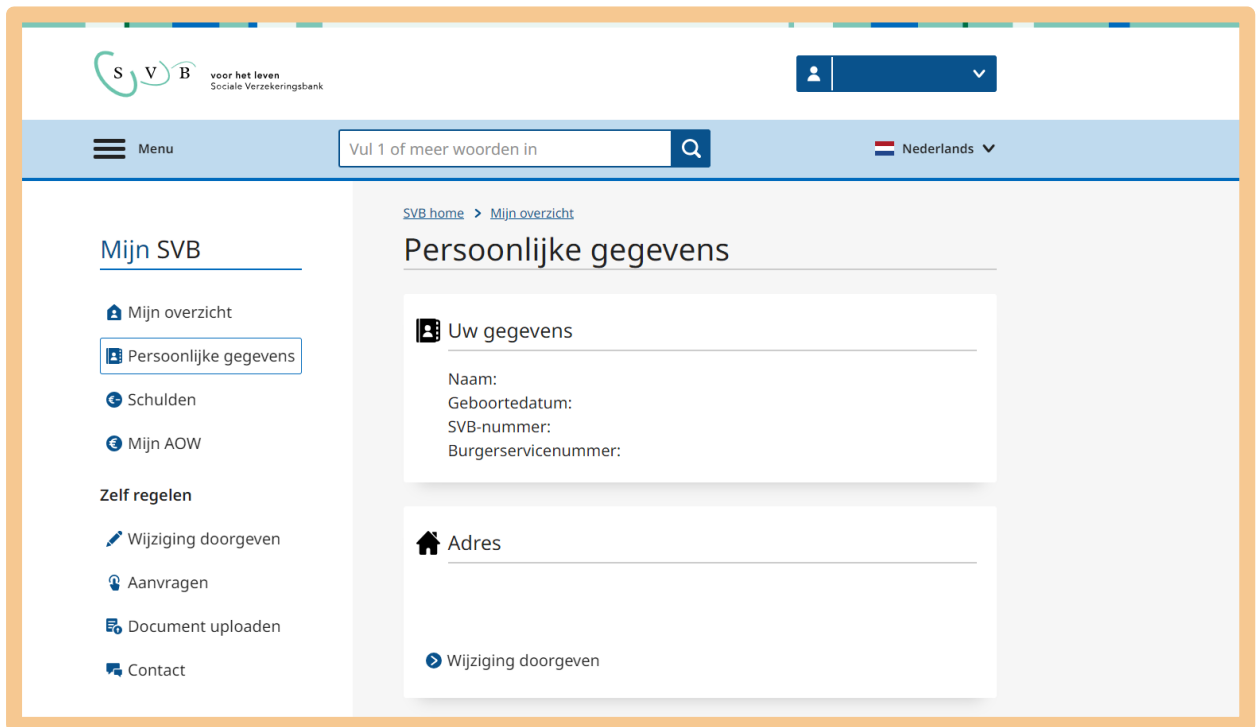 S V B voor het leven
Sociale Verzekeringsbank
Menu
Vul 1 of meer woorden in
Nederlands
Mijn SVB
Mijn overzicht
Persoonlijke gegevens
Schulden
Mijn AOW
Zelf regelen
Wijziging doorgeven
Aanvragen
Document uploaden
Contact
SVB home > Mijn overzicht
Persoonlijke gegevens
Uw gegevens
Naam:
Geboortedatum:
SVB-nummer:
Burgerservicenummer:
Adres
Wijziging doorgeven